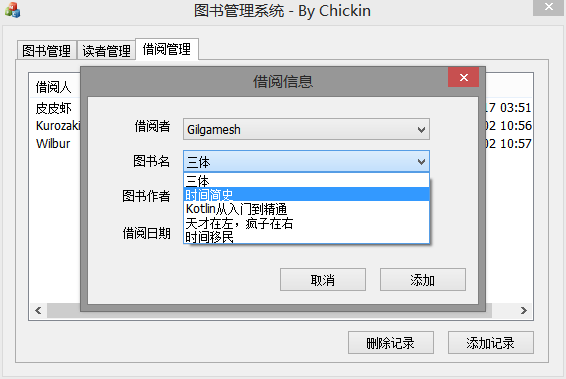 图书管理系统 - By Chickin
图书管理 读者管理 借阅管理
借阅人
皮皮虾 17 03:51
Kurozaki 02 10:56
Wilbur 02 10:57
借阅信息
借阅者 Gilgamesh
图书名 三体
三体
图书作者 时间简史
Kotlin从入门到精通
天才在左，疯子在右
借阅日期 时间移民
取消 添加
删除记录 添加记录